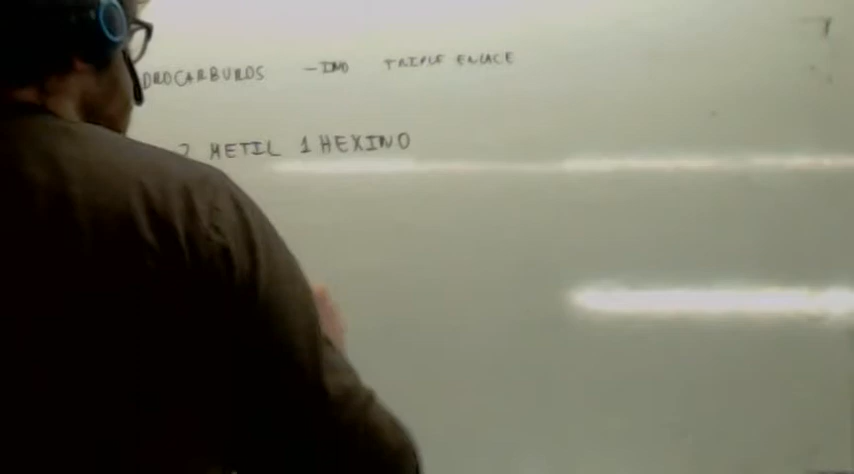 DROCARBUROS -INO TRIPLE ENLACE
2 METIL 1 HEXINO